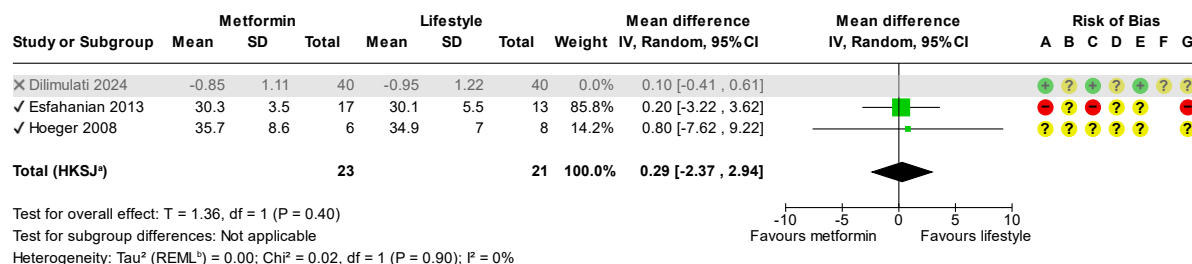 Metformin Lifestyle Mean difference Mean difference Risk of Bias
Study or Subgroup Mean SD Total Mean SD Total Weight IV, Random, 95%CI IV, Random, 95%CI A B C D E F G
✕ Dilimulati 2024 -0.85 1.11 40 -0.95 1.22 40 0.0% 0.10 [-0.41 , 0.61] + ? + ? + ? ?
✓ Esfahanian 2013 30.3 3.5 17 30.1 5.5 13 85.8% 0.20 [-3.22 , 3.62] − ? − ? ? −
✓ Hoeger 2008 35.7 8.6 6 34.9 7 8 14.2% 0.80 [-7.62 , 9.22] ? ? ? ? ? ?
Total (HKSJᵃ) 23 21 100.0% 0.29 [-2.37 , 2.94]
Test for overall effect: T = 1.36, df = 1 (P = 0.40)
-10 -5 0 5 10
Test for subgroup differences: Not applicable
Favours metformin Favours lifestyle
Heterogeneity: Tau² (REMLᵇ) = 0.00; Chi² = 0.02, df = 1 (P = 0.90); I² = 0%